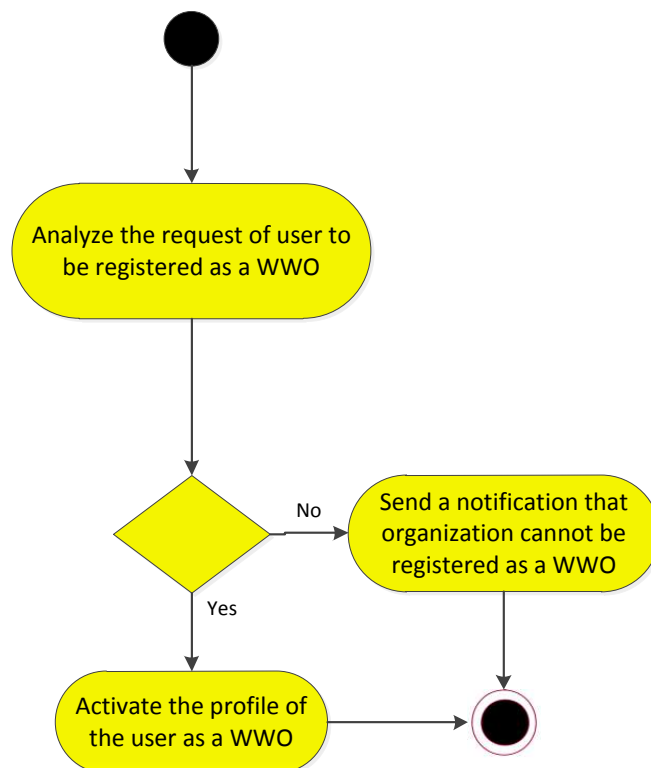 Analyze the request of user to
be registered as a WWO
No
Send a notification that
organization cannot be
registered as a WWO
Yes
Activate the profile of
the user as a WWO